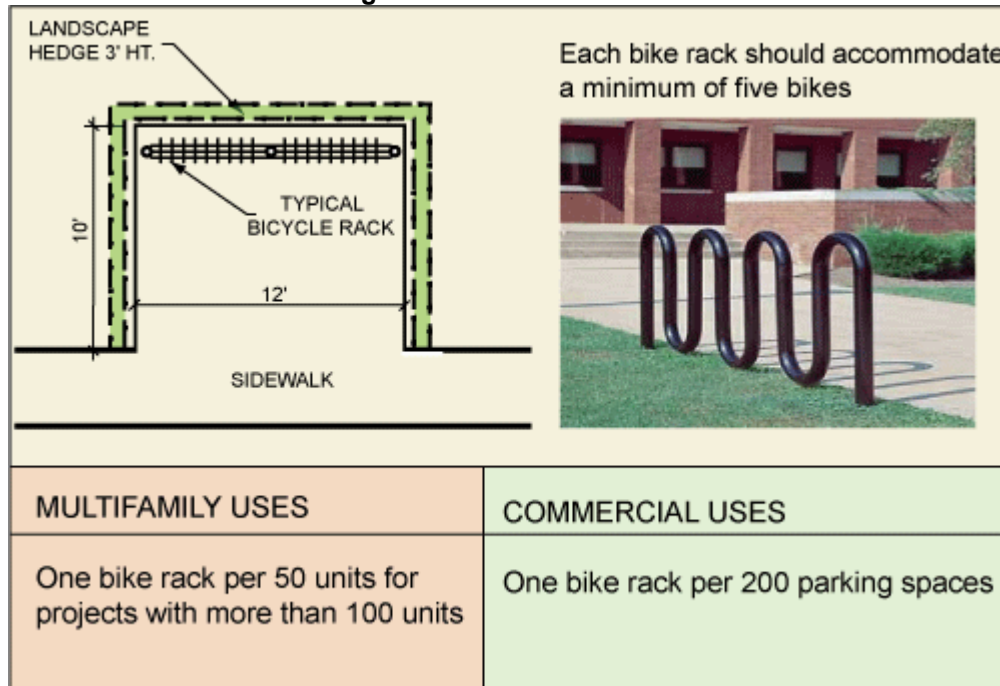 LANDSCAPE
HEDGE 3' HT.
Each bike rack should accommodate
a minimum of five bikes
TYPICAL
BICYCLE RACK
10'
12'
SIDEWALK
MULTIFAMILY USES
COMMERCIAL USES
One bike rack per 50 units for
projects with more than 100 units
One bike rack per 200 parking spaces